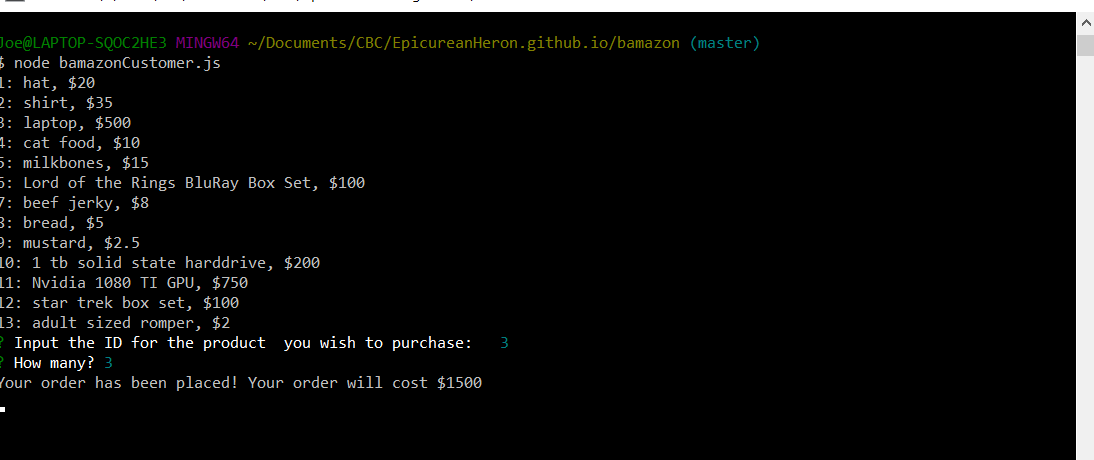 Joe@LAPTOP-SQOC2HE3 MINGW64 ~/Documents/CBC/EpicureanHeron.github.io/bamazon (master)
$ node bamazonCustomer.js
1: hat, $20
2: shirt, $35
3: laptop, $500
4: cat food, $10
5: milkbones, $15
6: Lord of the Rings BluRay Box Set, $100
7: beef jerky, $8
8: bread, $5
9: mustard, $2.5
10: 1 tb solid state harddrive, $200
11: Nvidia 1080 TI GPU, $750
12: star trek box set, $100
13: adult sized romper, $2
? Input the ID for the product  you wish to purchase:   3
? How many? 3
Your order has been placed! Your order will cost $1500